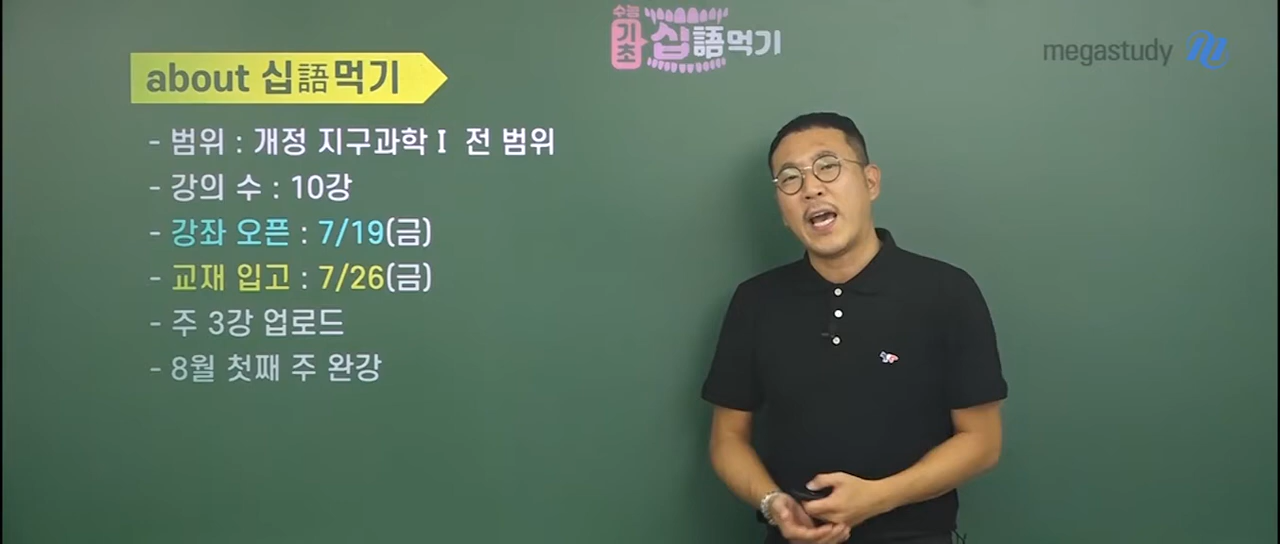 수능
기초
십語먹기
megastudy
about 십語먹기
- 범위 : 개정 지구과학Ⅰ 전 범위
- 강의 수 : 10강
- 강좌 오픈 : 7/19(금)
- 교재 입고 : 7/26(금)
- 주 3강 업로드
- 8월 첫째 주 완강